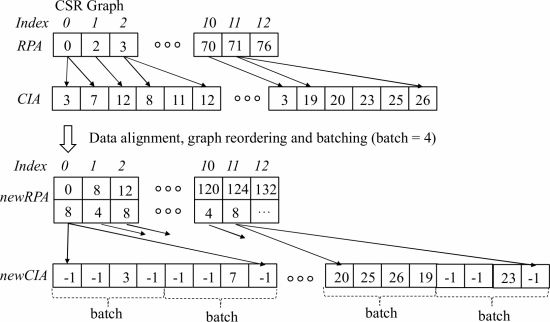 CSR Graph
Index 0 1 2 10 11 12
RPA 0 2 3 70 71 76
CIA 3 7 12 8 11 12 3 19 20 23 25 26
Data alignment, graph reordering and batching (batch = 4)
Index 0 1 2 10 11 12
0 8 12 120 124 132
newRPA
8 4 8 4 8 ...
newCIA -1 -1 3 -1 -1 -1 7 -1 20 25 26 19 -1 -1 23 -1
batch batch batch batch